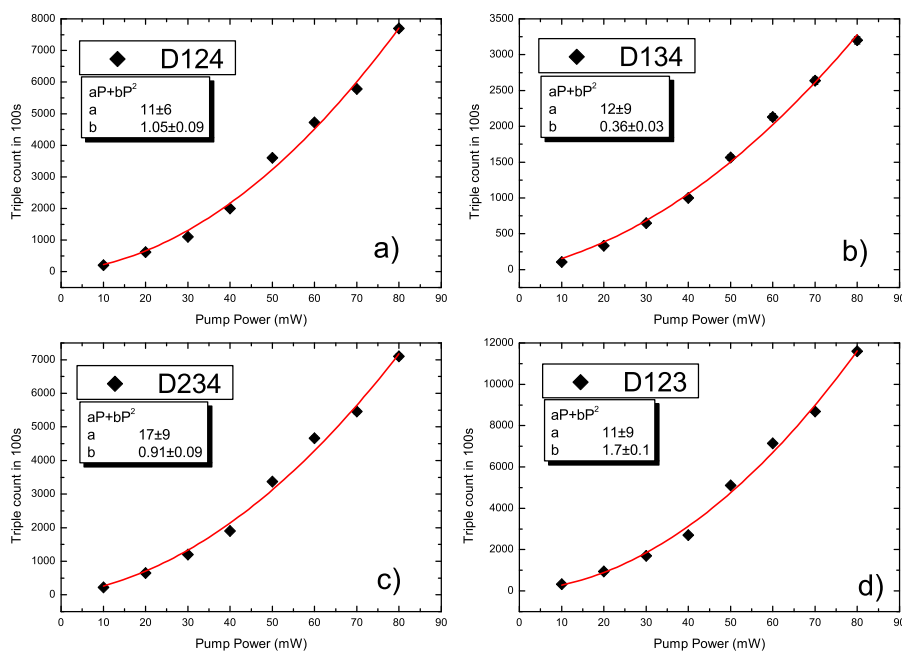 8000
7000
6000
5000
4000
3000
2000
1000
0
Triple count in 100s
D124
aP+bP²
a 11±6
b 1.05±0.09
a)
0 10 20 30 40 50 60 70 80 90
Pump Power (mW)
3500
3000
2500
2000
1500
1000
500
0
Triple count in 100s
D134
aP+bP²
a 12±9
b 0.36±0.03
b)
0 10 20 30 40 50 60 70 80 90
Pump Power (mW)
7000
6000
5000
4000
3000
2000
1000
0
Triple count in 100s
D234
aP+bP²
a 17±9
b 0.91±0.09
c)
0 10 20 30 40 50 60 70 80 90
Pump Power (mW)
12000
10000
8000
6000
4000
2000
0
Triple count in 100s
D123
aP+bP²
a 11±9
b 1.7±0.1
d)
0 10 20 30 40 50 60 70 80 90
Pump Power (mW)